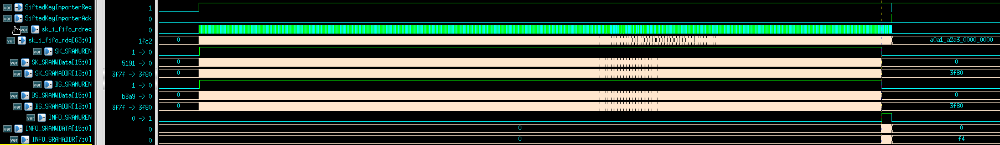 ver SiftedKeyImporterReq 1
ver SiftedKeyImporterAck 0
ver sk_i_fifo_rdreq 0
ver sk_i_fifo_rdq[63:0] 1fc2 0 a0a1_a2a3_0000_0000
ver SK_SRAMWREN 1 -> 0
ver SK_SRAMWData[15:0] 5191 -> 0 0 0
ver SK_SRAMADDR[13:0] 3f7f -> 3f80 0 3f80
ver BS_SRAMWREN 1 -> 0
ver BS_SRAMWData[15:0] b3a9 -> 0 0 0
ver BS_SRAMADDR[13:0] 3f7f -> 3f80 0 3f80
ver INFO_SRAMWREN 0 -> 1
ver INFO_SRAMWDATA[15:0] 0 0 0
ver INFO_SRAMADDR[7:0] 0 0 f4